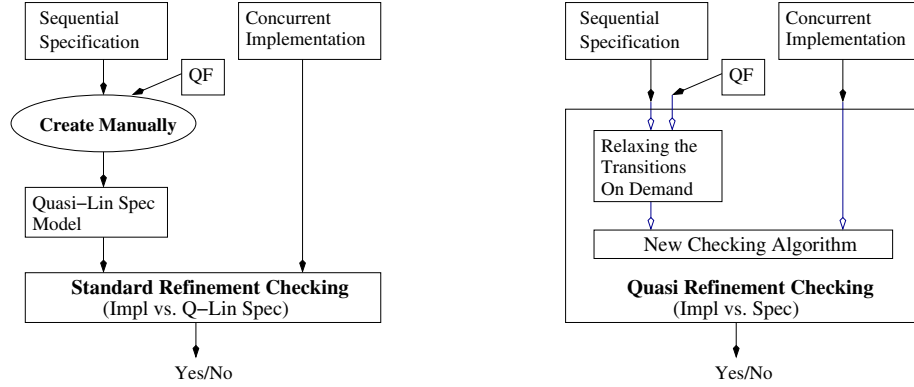 Sequential
Specification
Concurrent
Implementation
QF
Create Manually
Quasi−Lin Spec
Model
Standard Refinement Checking
(Impl vs. Q−Lin Spec)
Yes/No
Sequential
Specification
Concurrent
Implementation
QF
Relaxing the
Transitions
On Demand
New Checking Algorithm
Quasi Refinement Checking
(Impl vs. Spec)
Yes/No